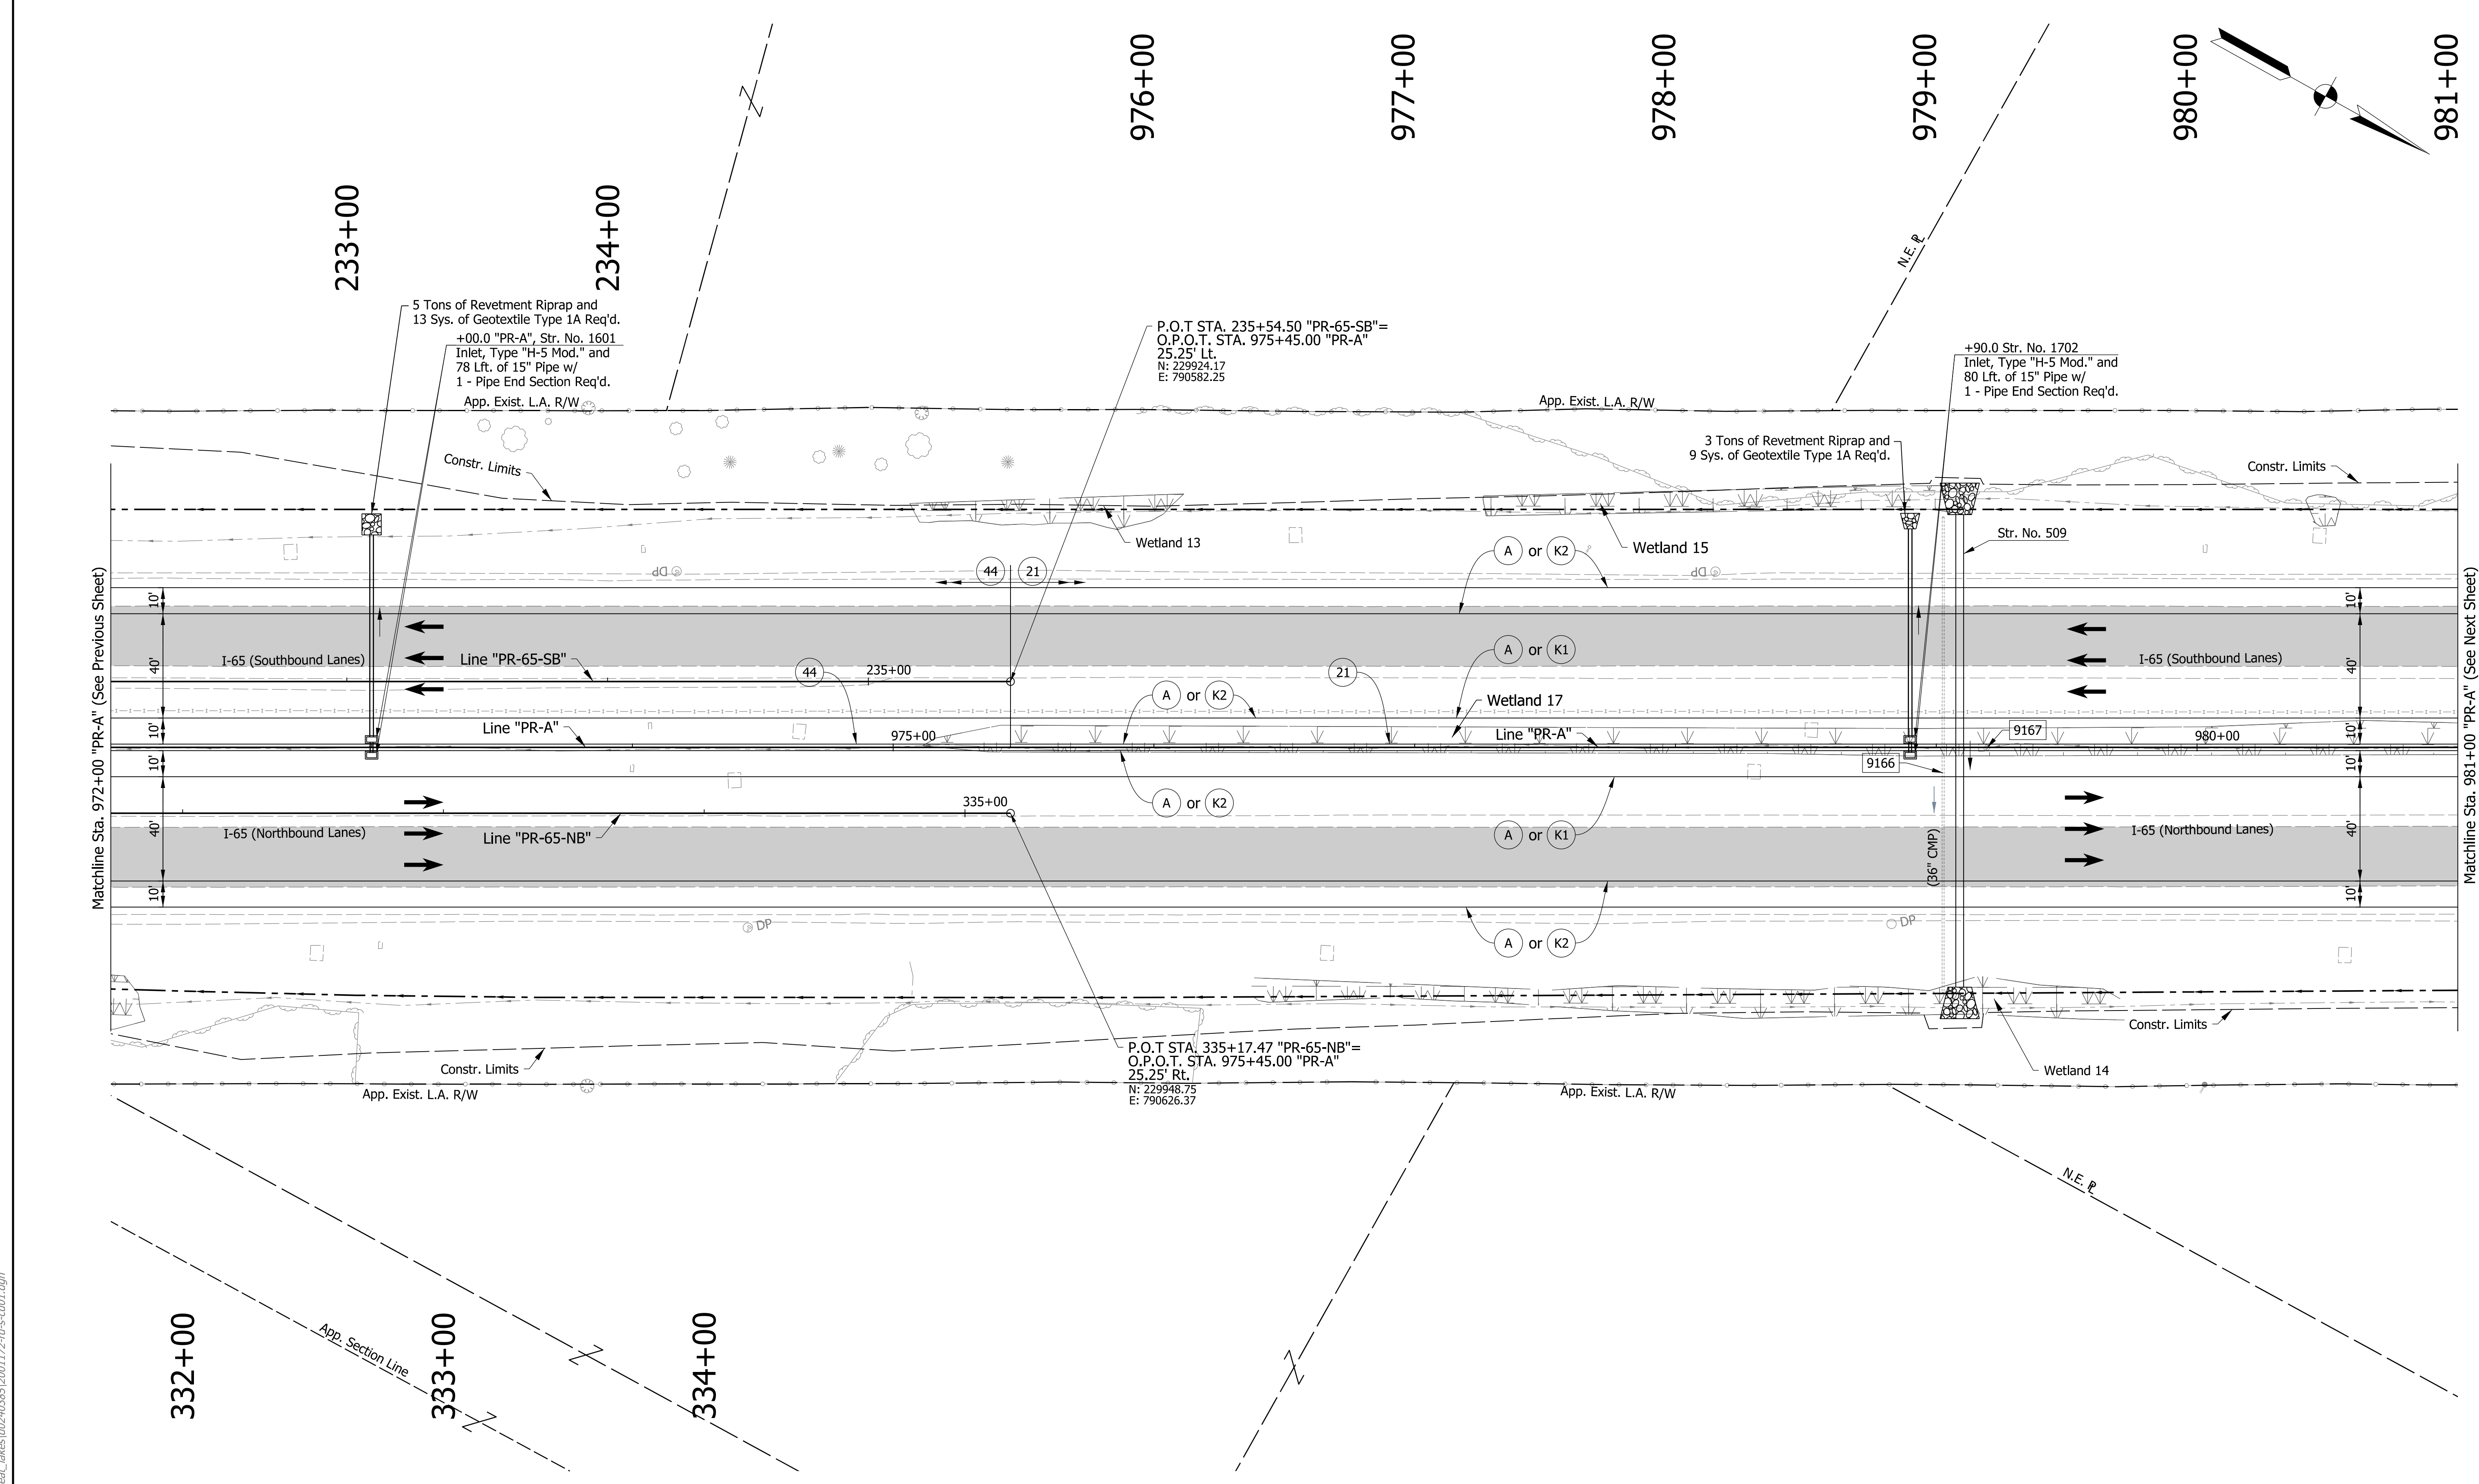 976+00
977+00
978+00
979+00
980+00
981+00
233+00
234+00
N.E. PL
5 Tons of Revetment Riprap and
13 Sys. of Geotextile Type 1A Req'd.
+00.0 "PR-A", Str. No. 1601
Inlet, Type "H-5 Mod." and
78 Lft. of 15" Pipe w/
1 - Pipe End Section Req'd.
P.O.T STA. 235+54.50 "PR-65-SB"=
O.P.O.T. STA. 975+45.00 "PR-A"
25.25' Lt.
N: 229924.17
E: 790582.25
+90.0 Str. No. 1702
Inlet, Type "H-5 Mod." and
80 Lft. of 15" Pipe w/
1 - Pipe End Section Req'd.
App. Exist. L.A. R/W
App. Exist. L.A. R/W
3 Tons of Revetment Riprap and
9 Sys. of Geotextile Type 1A Req'd.
Constr. Limits
Constr. Limits
Wetland 13
Wetland 15
Str. No. 509
A or K2
DP
44
21
DP
Matchline Sta. 972+00 "PR-A" (See Previous Sheet)
Matchline Sta. 981+00 "PR-A" (See Next Sheet)
10'
40'
10'
10'
40'
10'
10'
40'
10'
10'
40'
10'
I-65 (Southbound Lanes)
Line "PR-65-SB"
44
235+00
21
A or K1
I-65 (Southbound Lanes)
A or K2
Wetland 17
Line "PR-A"
975+00
Line "PR-A"
9167
980+00
9166
335+00
A or K2
I-65 (Northbound Lanes)
Line "PR-65-NB"
A or K1
(36" CMP)
I-65 (Northbound Lanes)
DP
A or K2
DP
Constr. Limits
Constr. Limits
P.O.T STA. 335+17.47 "PR-65-NB"=
O.P.O.T. STA. 975+45.00 "PR-A"
25.25' Rt.
N: 229948.75
E: 790626.37
Wetland 14
App. Exist. L.A. R/W
App. Exist. L.A. R/W
N.E. PL
App. Section Line
332+00
333+00
334+00